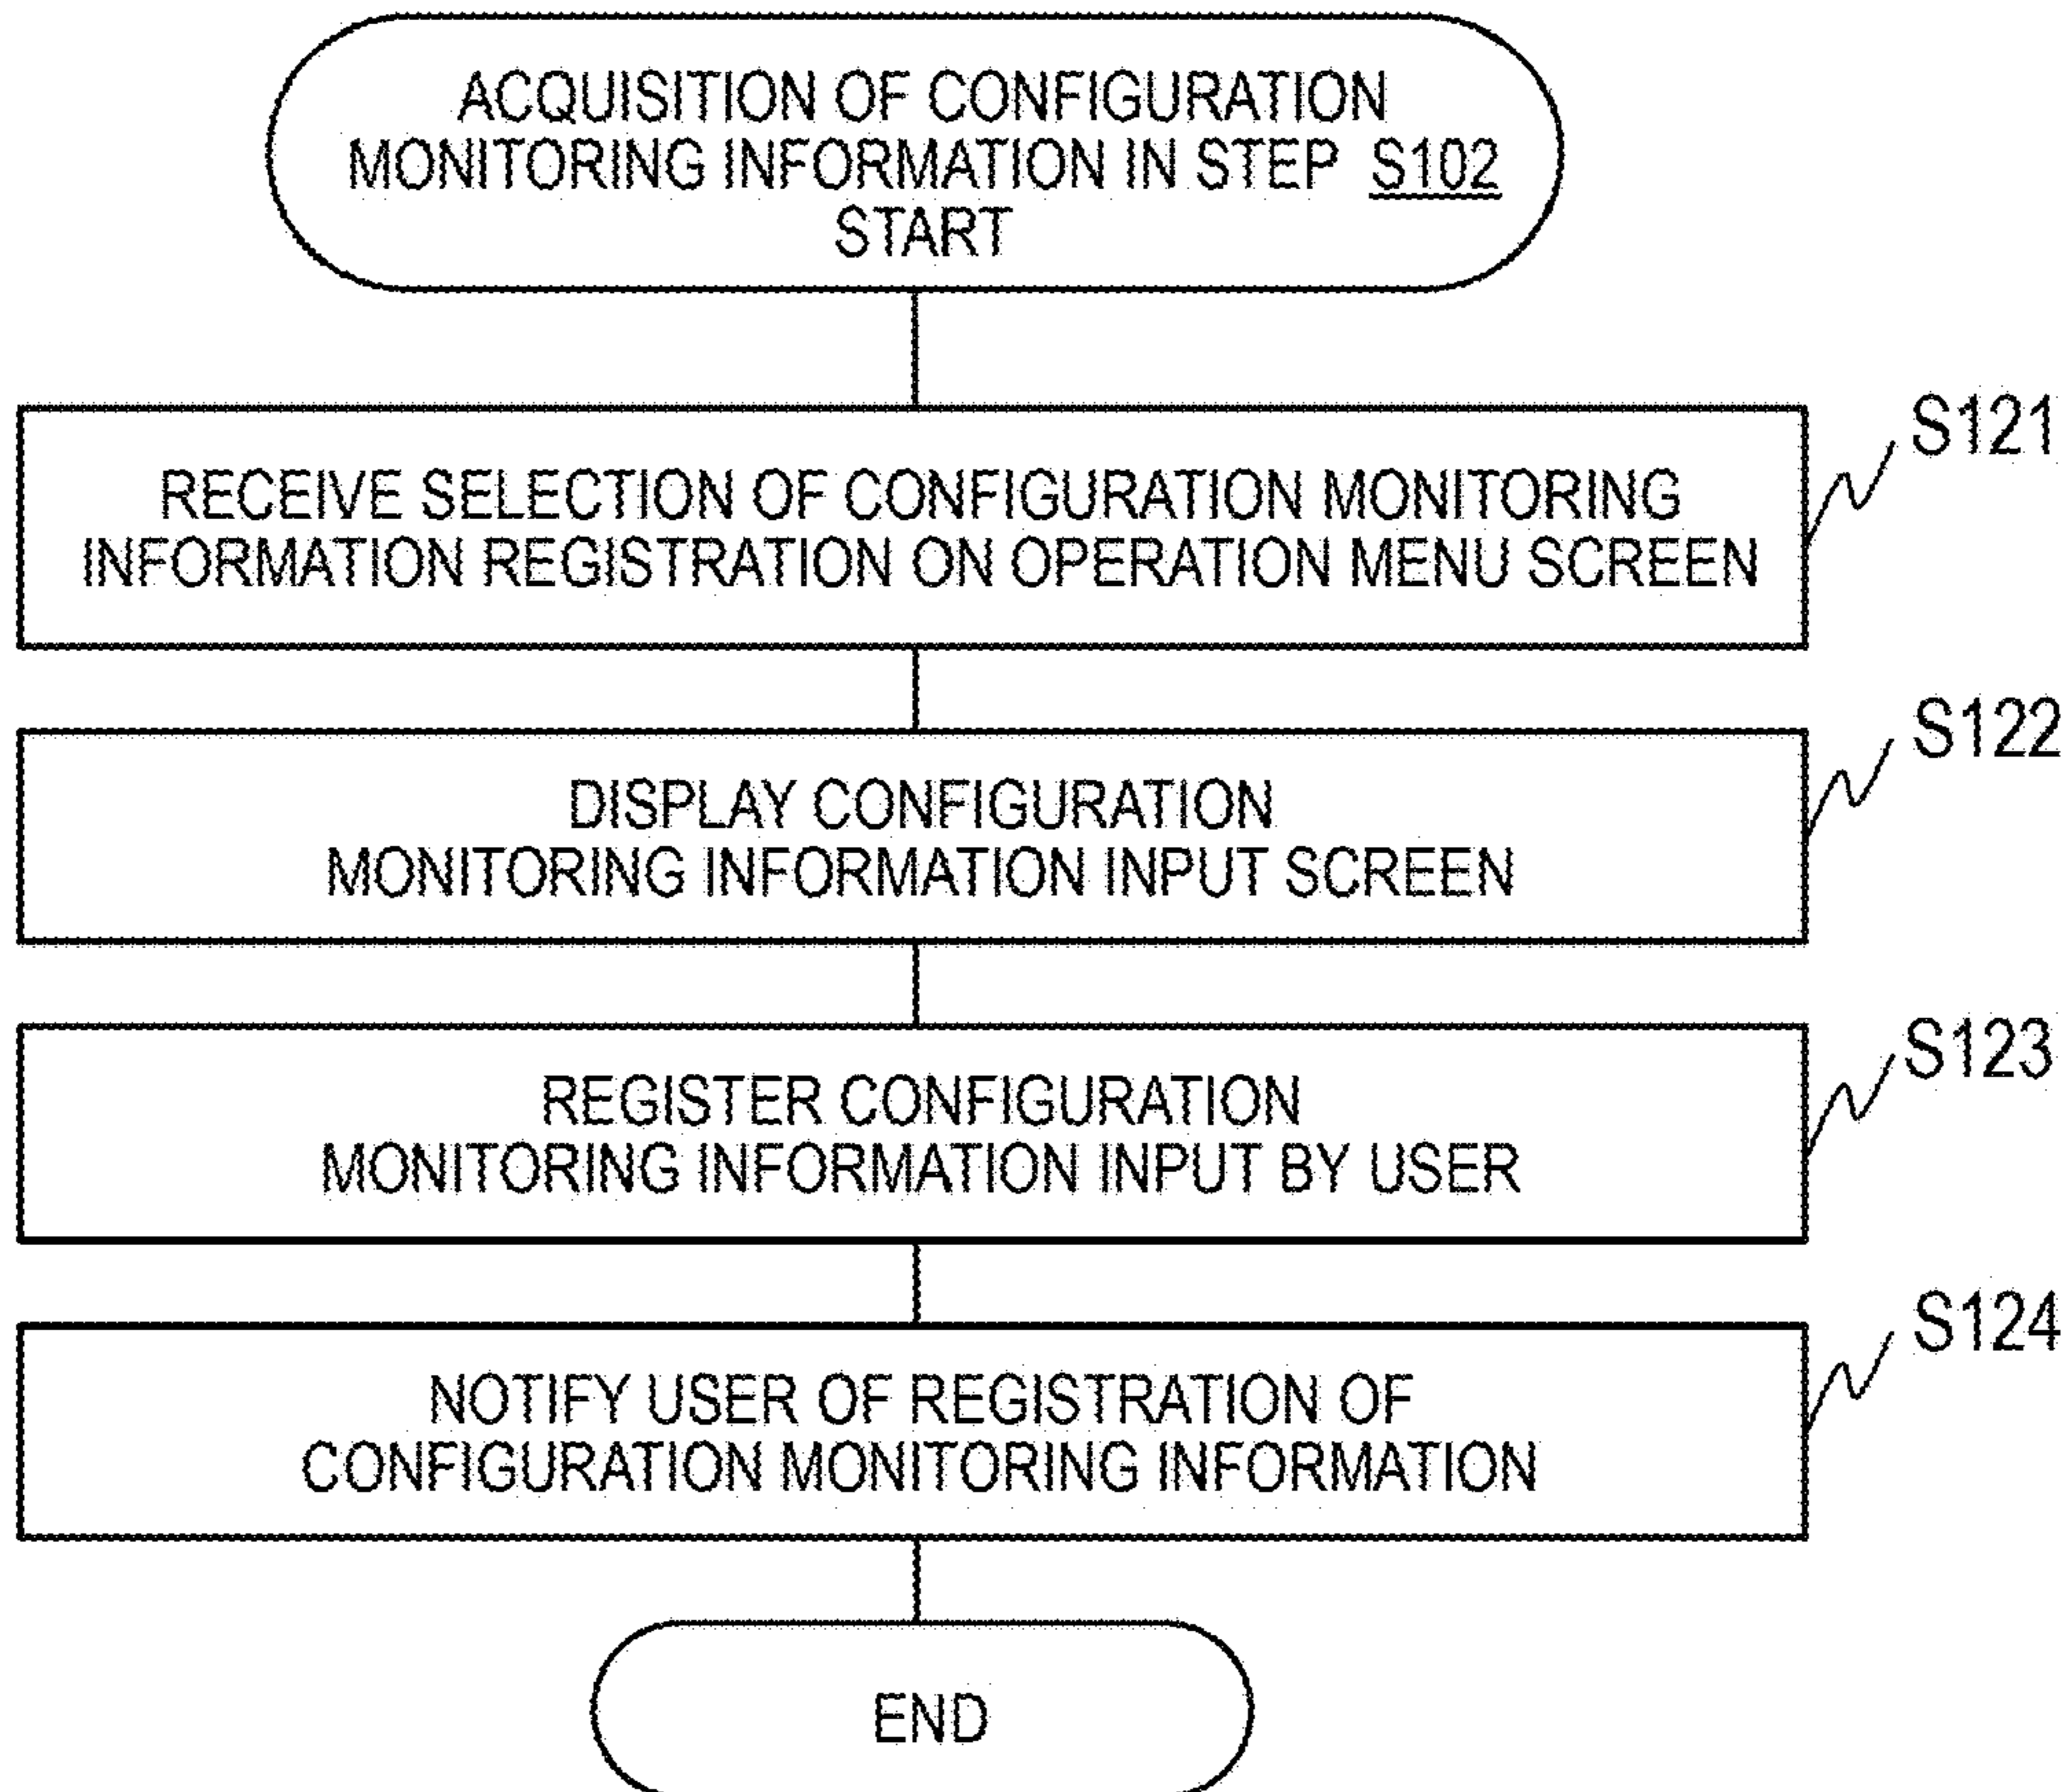 ACQUISITION OF CONFIGURATION
MONITORING INFORMATION IN STEP S102
START
S121
RECEIVE SELECTION OF CONFIGURATION MONITORING
INFORMATION REGISTRATION ON OPERATION MENU SCREEN
S122
DISPLAY CONFIGURATION
MONITORING INFORMATION INPUT SCREEN
S123
REGISTER CONFIGURATION
MONITORING INFORMATION INPUT BY USER
S124
NOTIFY USER OF REGISTRATION OF
CONFIGURATION MONITORING INFORMATION
END